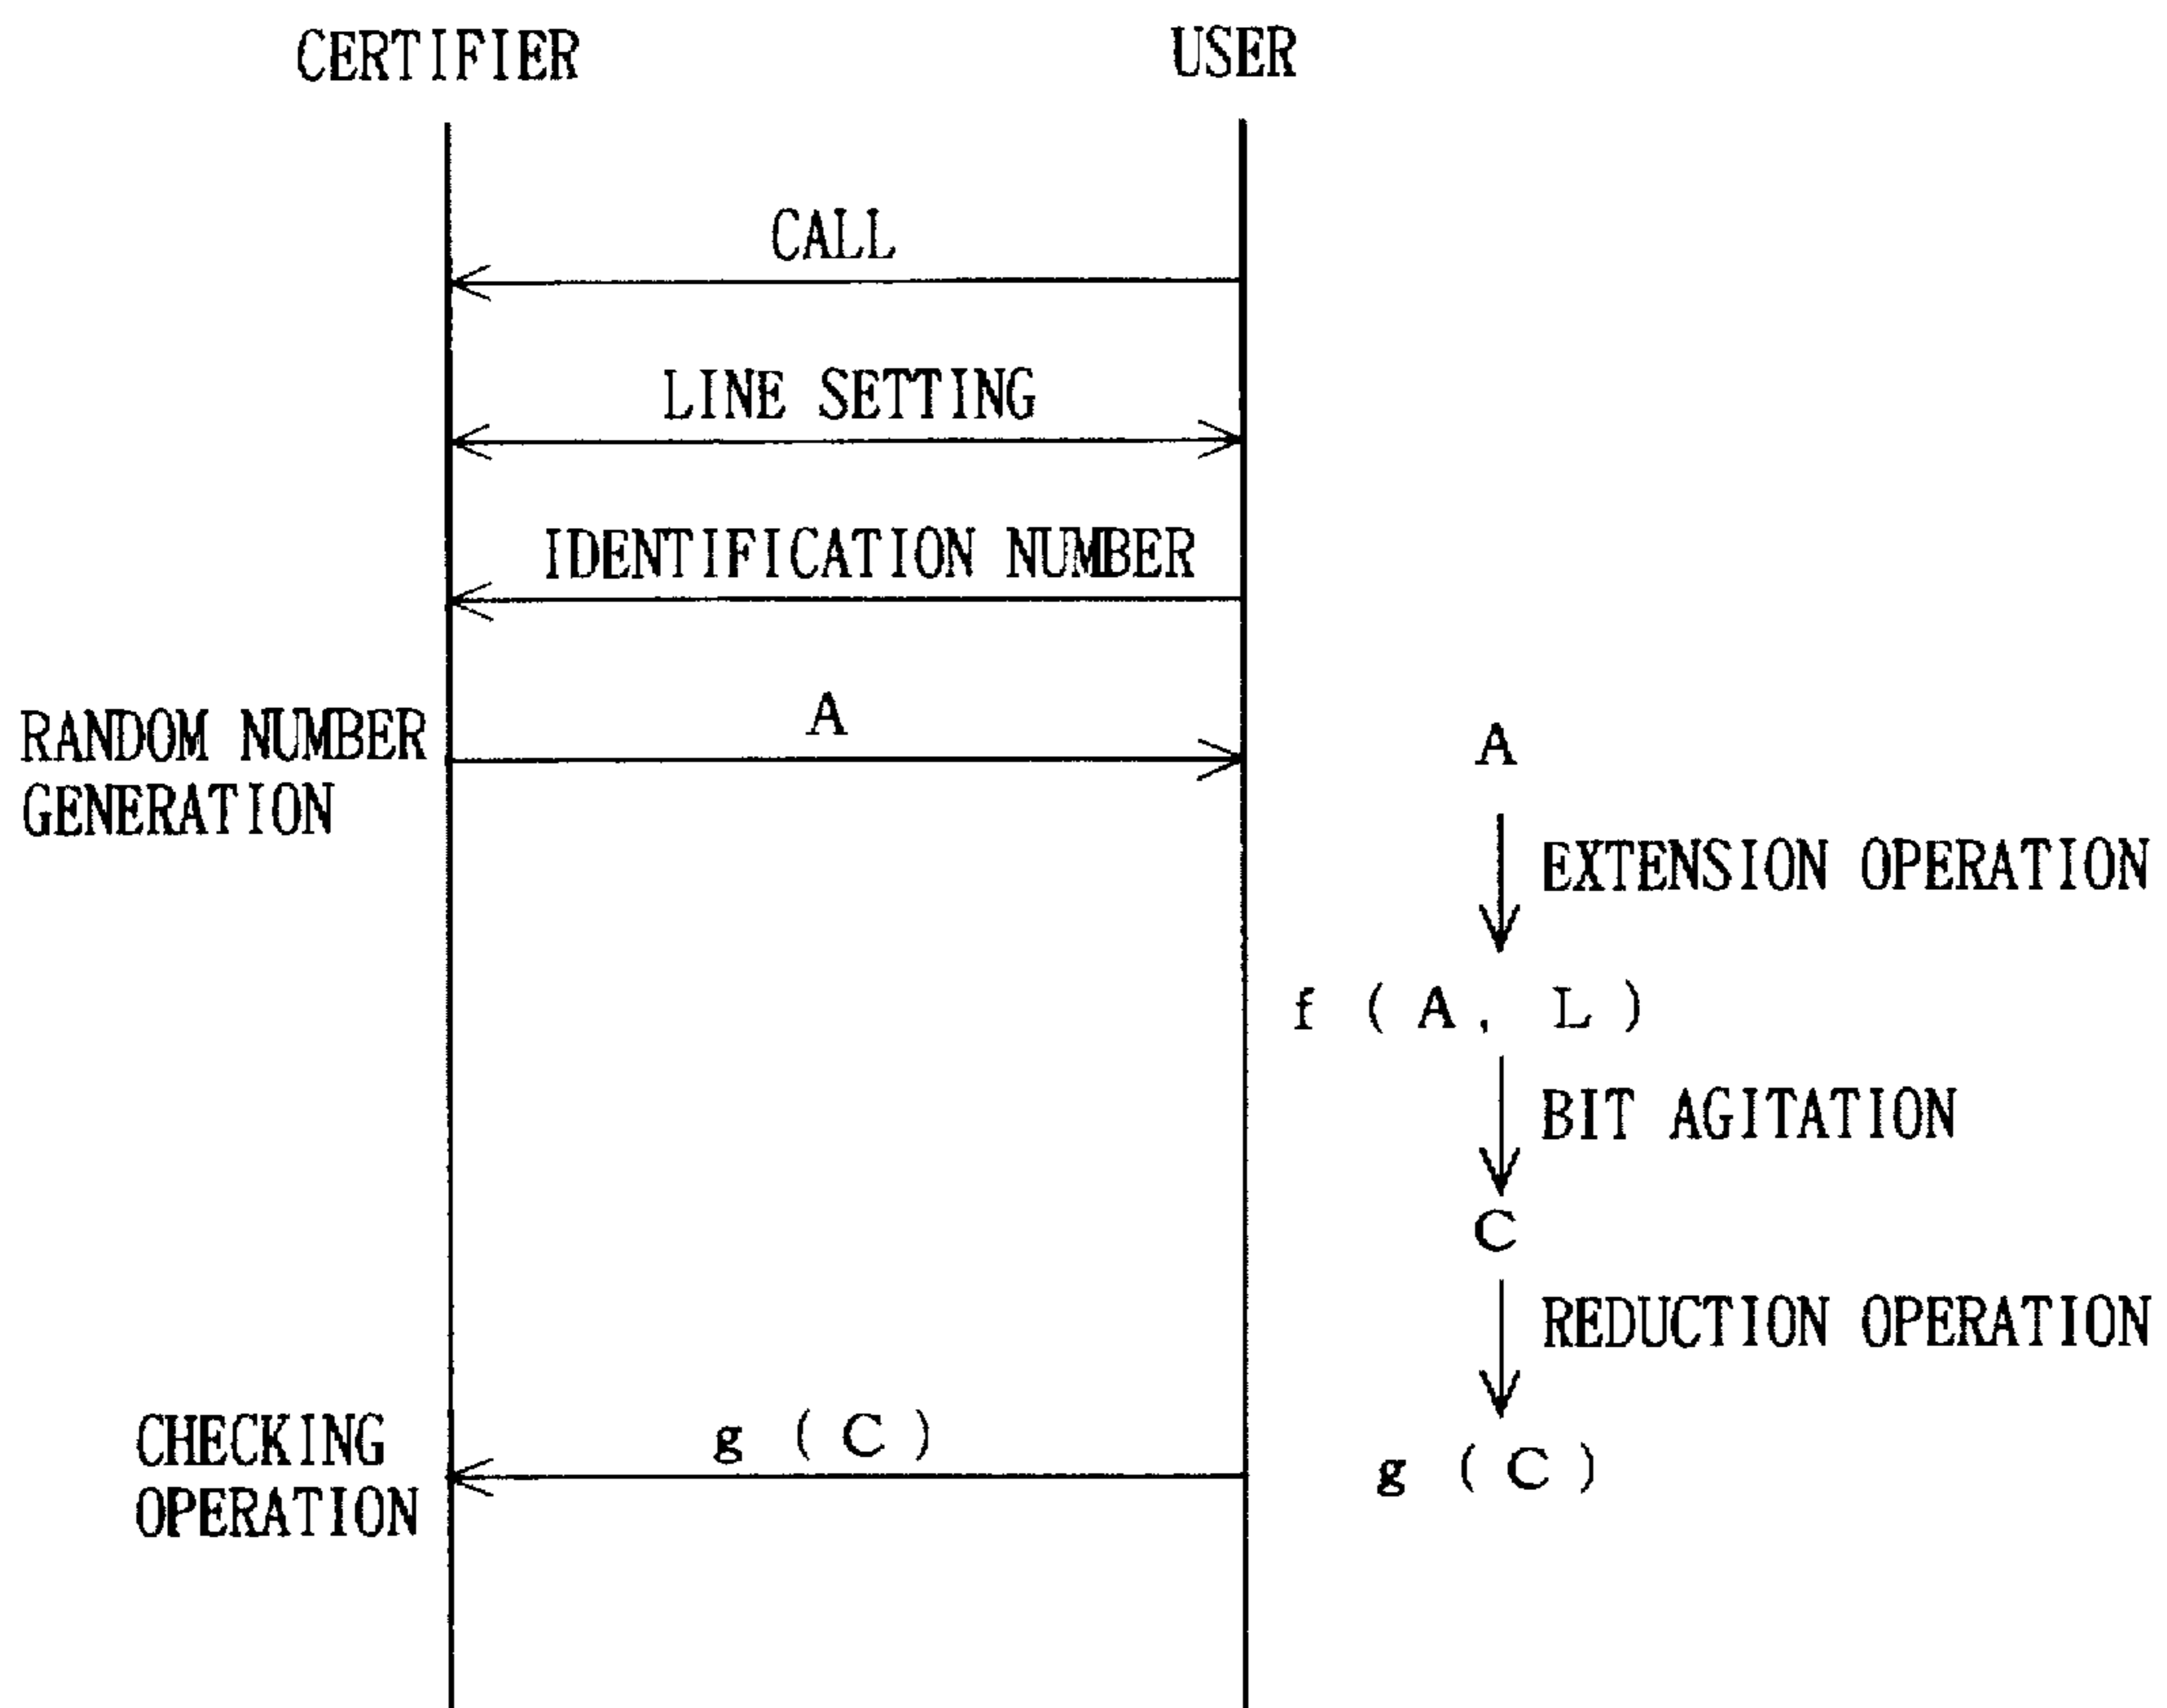 CERTIFIER
USER
CALL
LINE SETTING
IDENTIFICATION NUMBER
RANDOM NUMBER
GENERATION
A
A
EXTENSION OPERATION
f ( A , L )
BIT AGITATION
C
REDUCTION OPERATION
CHECKING
OPERATION
g ( C )
g ( C )